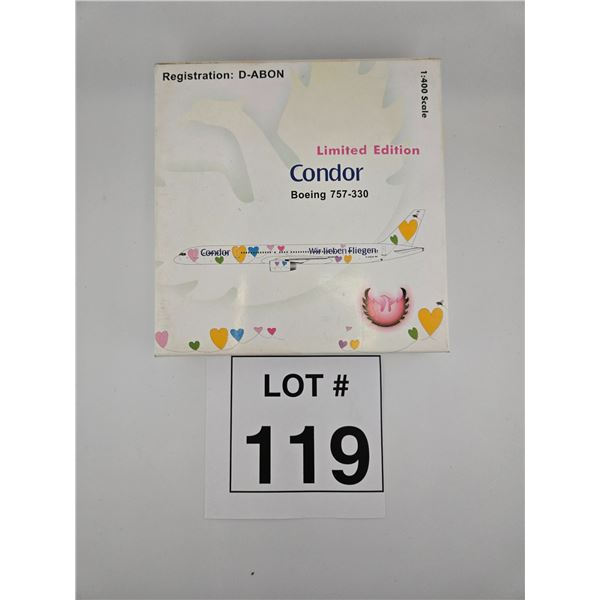 Registration: D-ABON
1:400 Scale
Limited Edition
Condor
Boeing 757-330
Condor
Wir lieben Fliegen
LOT #
119